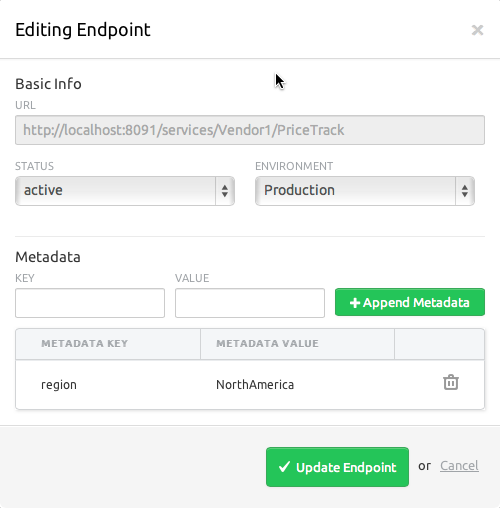 Editing Endpoint ×
Basic Info
URL
http://localhost:8091/services/Vendor1/PriceTrack
STATUS ENVIRONMENT
active Production
Metadata
KEY VALUE
Append Metadata
METADATA KEY METADATA VALUE
region NorthAmerica
Update Endpoint or Cancel